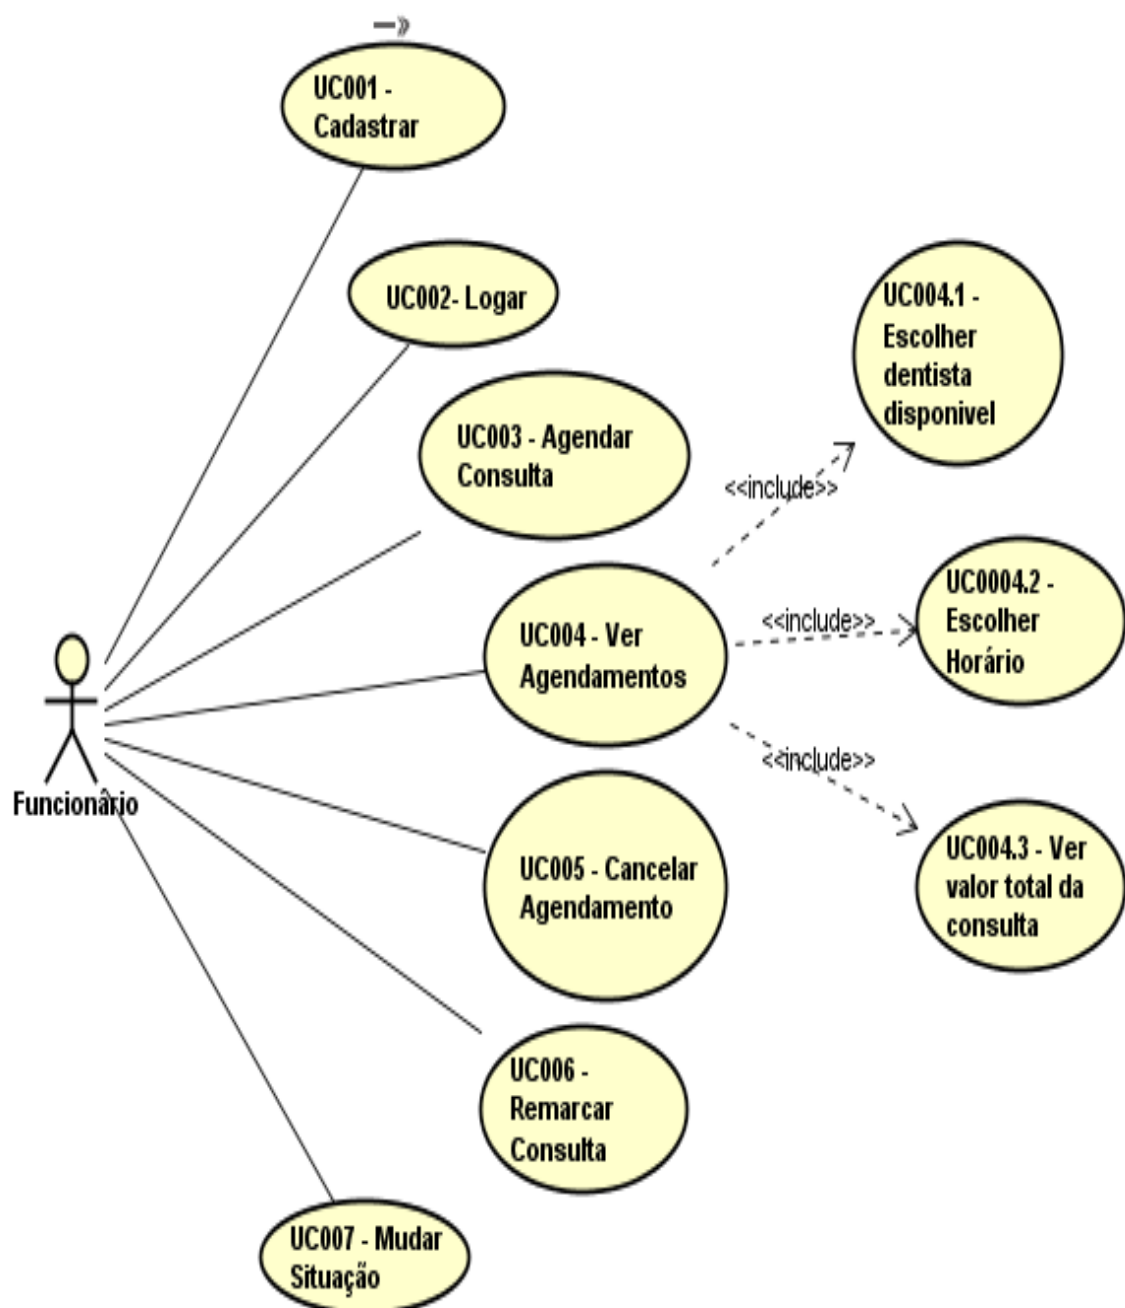 UC001 -
Cadastrar
UC002- Logar
UC003 - Agendar
Consulta
UC004 - Ver
Agendamentos
UC005 - Cancelar
Agendamento
UC006 -
Remarcar
Consulta
UC007 - Mudar
Situação
Funcionário
<<include>>
<<include>>
<<include>>
UC004.1 -
Escolher
dentista
disponivel
UC0004.2 -
Escolher
Horário
UC004.3 - Ver
valor total da
consulta